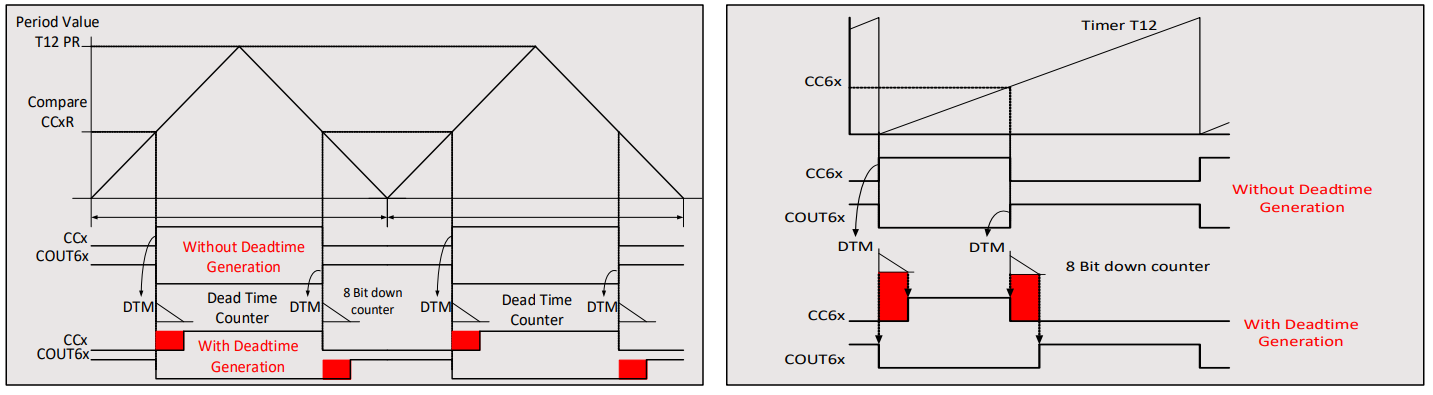 Period Value
T12 PR
Compare
CCxR
CCx
COUT6x
Without Deadtime
Generation
DTM
Dead Time
Counter
DTM
8 Bit down
counter
DTM
Dead Time
Counter
DTM
CCx
COUT6x
With Deadtime
Generation
Timer T12
CC6x
CC6x
COUT6x
Without Deadtime
Generation
DTM
DTM
8 Bit down counter
CC6x
COUT6x
With Deadtime
Generation